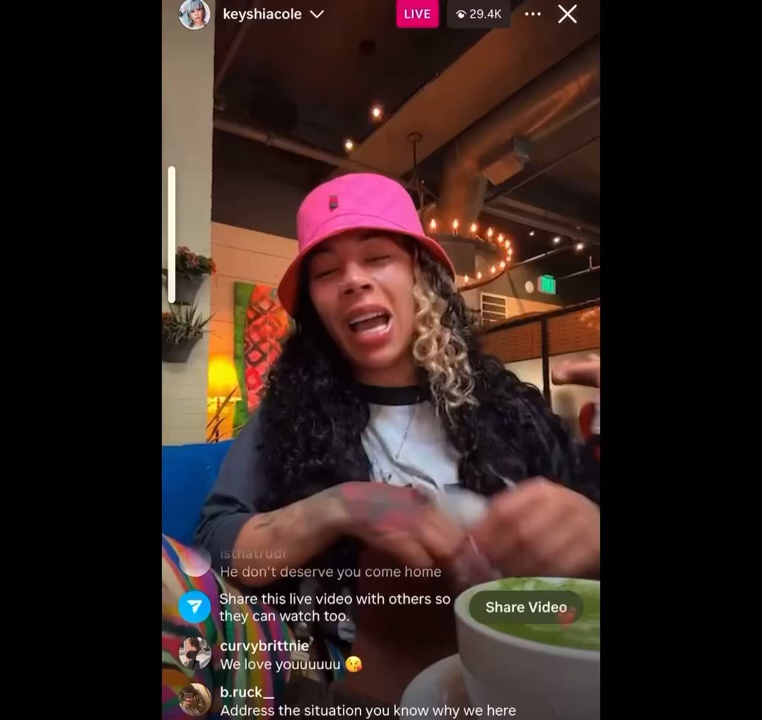 keyshiacole
LIVE
29.4K
isthatrudi
He don't deserve you come home
Share this live video with others so
they can watch too.
Share Video
curvybrittnie
We love youuuuuu 😘
b.ruck__
Address the situation you know why we here